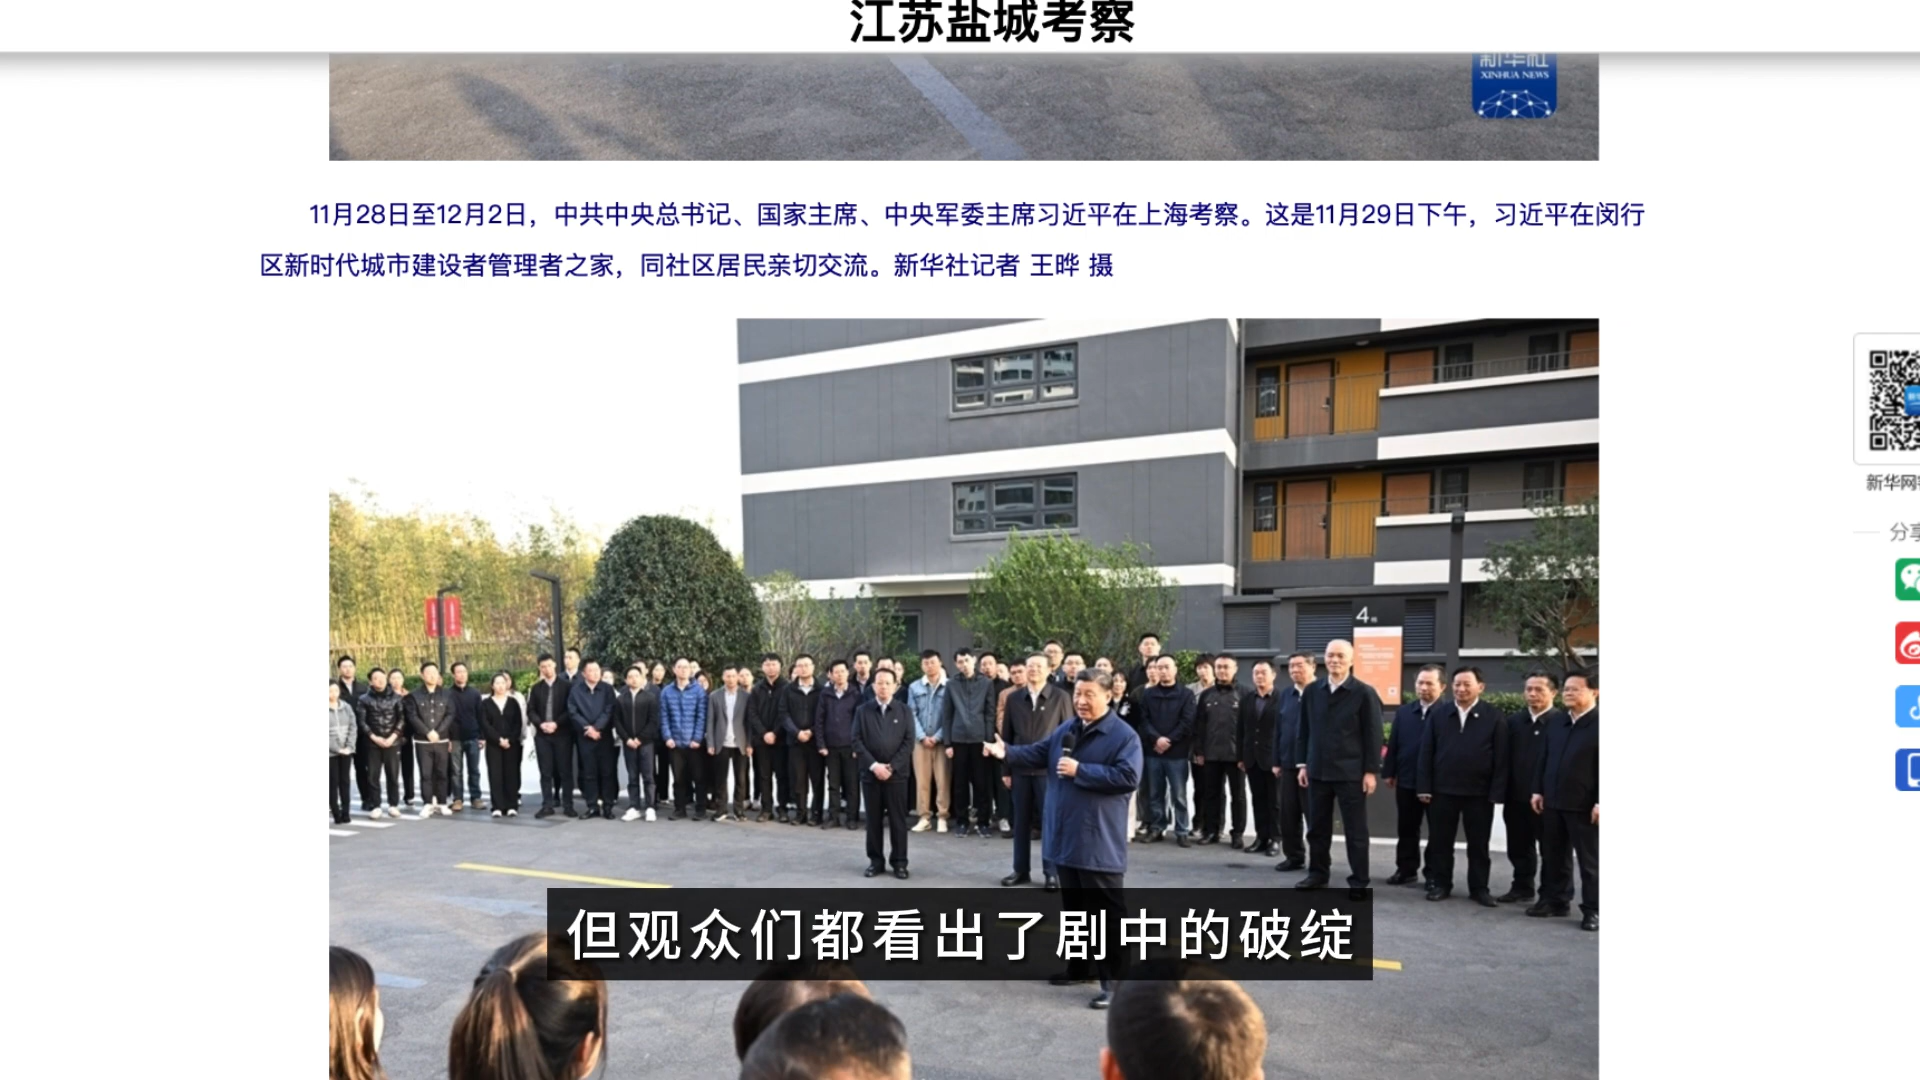 江苏盐城考察
新华社
XINHUA NEWS
11月28日至12月2日，中共中央总书记、国家主席、中央军委主席习近平在上海考察。这是11月29日下午，习近平在闵行
区新时代城市建设者管理者之家，同社区居民亲切交流。新华社记者 王晔 摄
新华网
分享
4
但观众们都看出了剧中的破绽